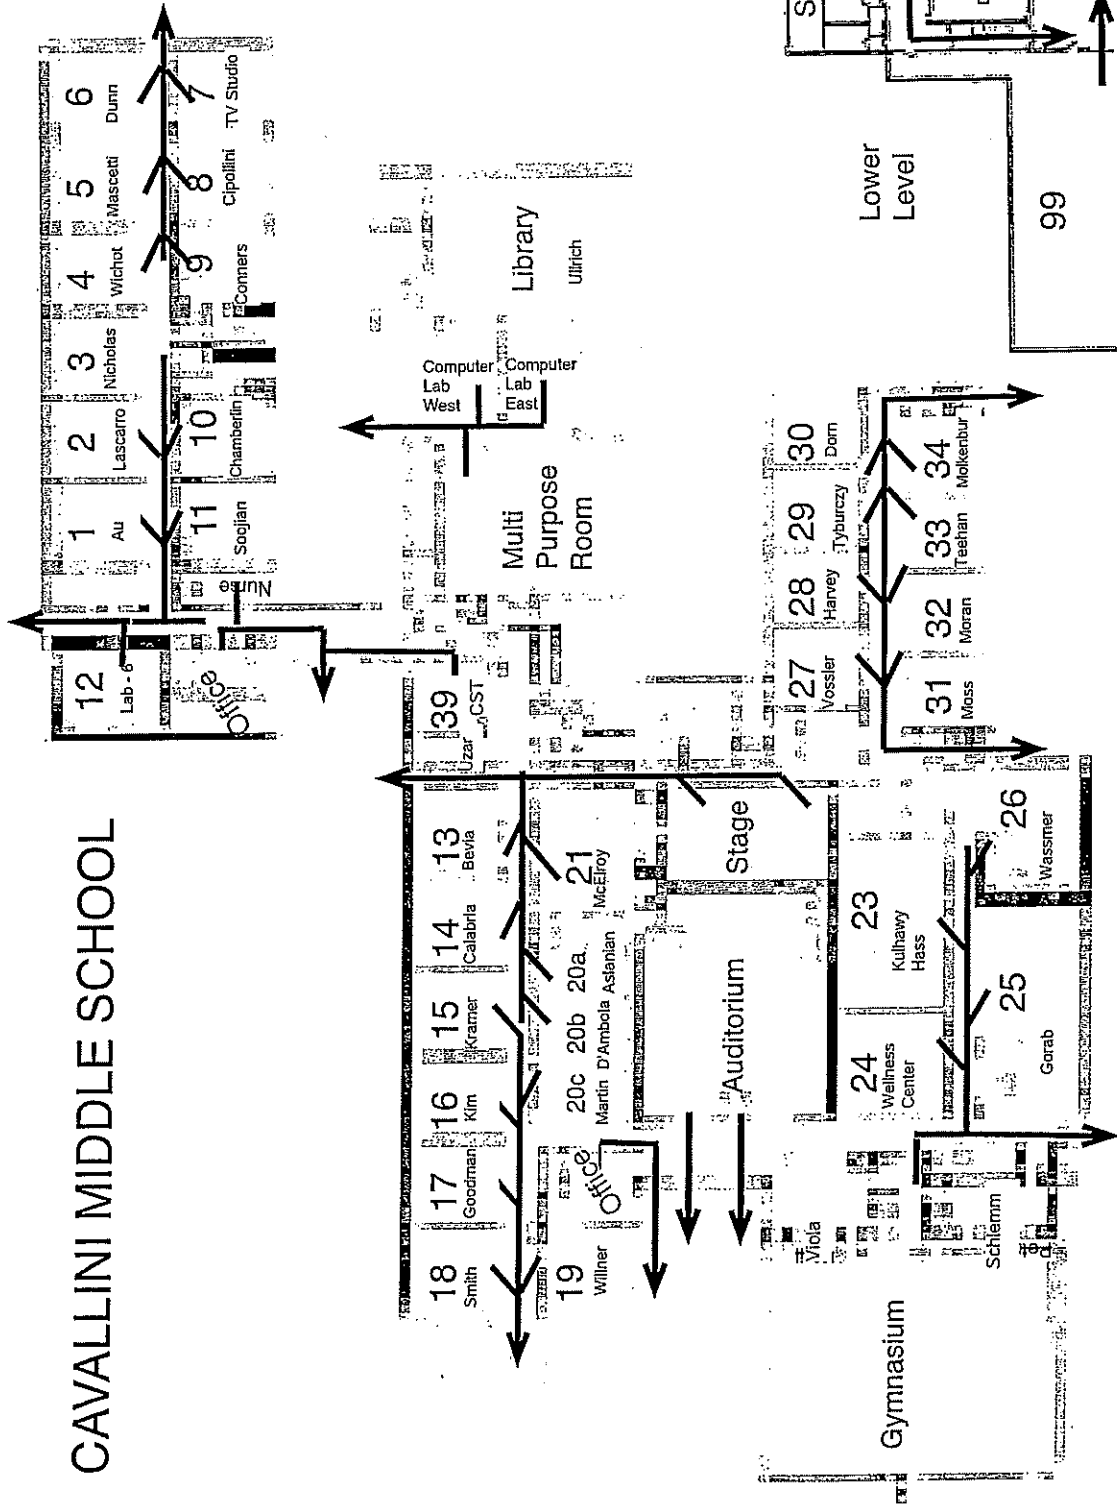 CAVALLINI MIDDLE SCHOOL
1
Au
2
Lascarro
3
Nicholas
4
Wichot
5
Mascetti
6
Dunn
12
Lab - 6
Office
Nurse
11
Soojian
10
Chamberlin
9
Conners
8
Cipollini
7
TV Studio
18
Smith
17
Goodman
16
Kim
15
Kramer
14
Calabria
13
Bevia
39
Uzar
CST
19
Willner
Office
20c
Martin
20b
D'Ambola
20a
Aslanian
21
McElroy
Multi
Purpose
Room
Computer
Lab
West
Computer
Lab
East
Library
Ullrich
Auditorium
Stage
27
Vossler
28
Harvey
29
Tyburczy
30
Dorn
31
Moss
32
Moran
33
Teehan
34
Molkenbur
Gymnasium
Viola
Schlemm
24
Wellness
Center
23
Kulhawy
Hass
25
Gorab
26
Wassmer
Lower
Level
99
S